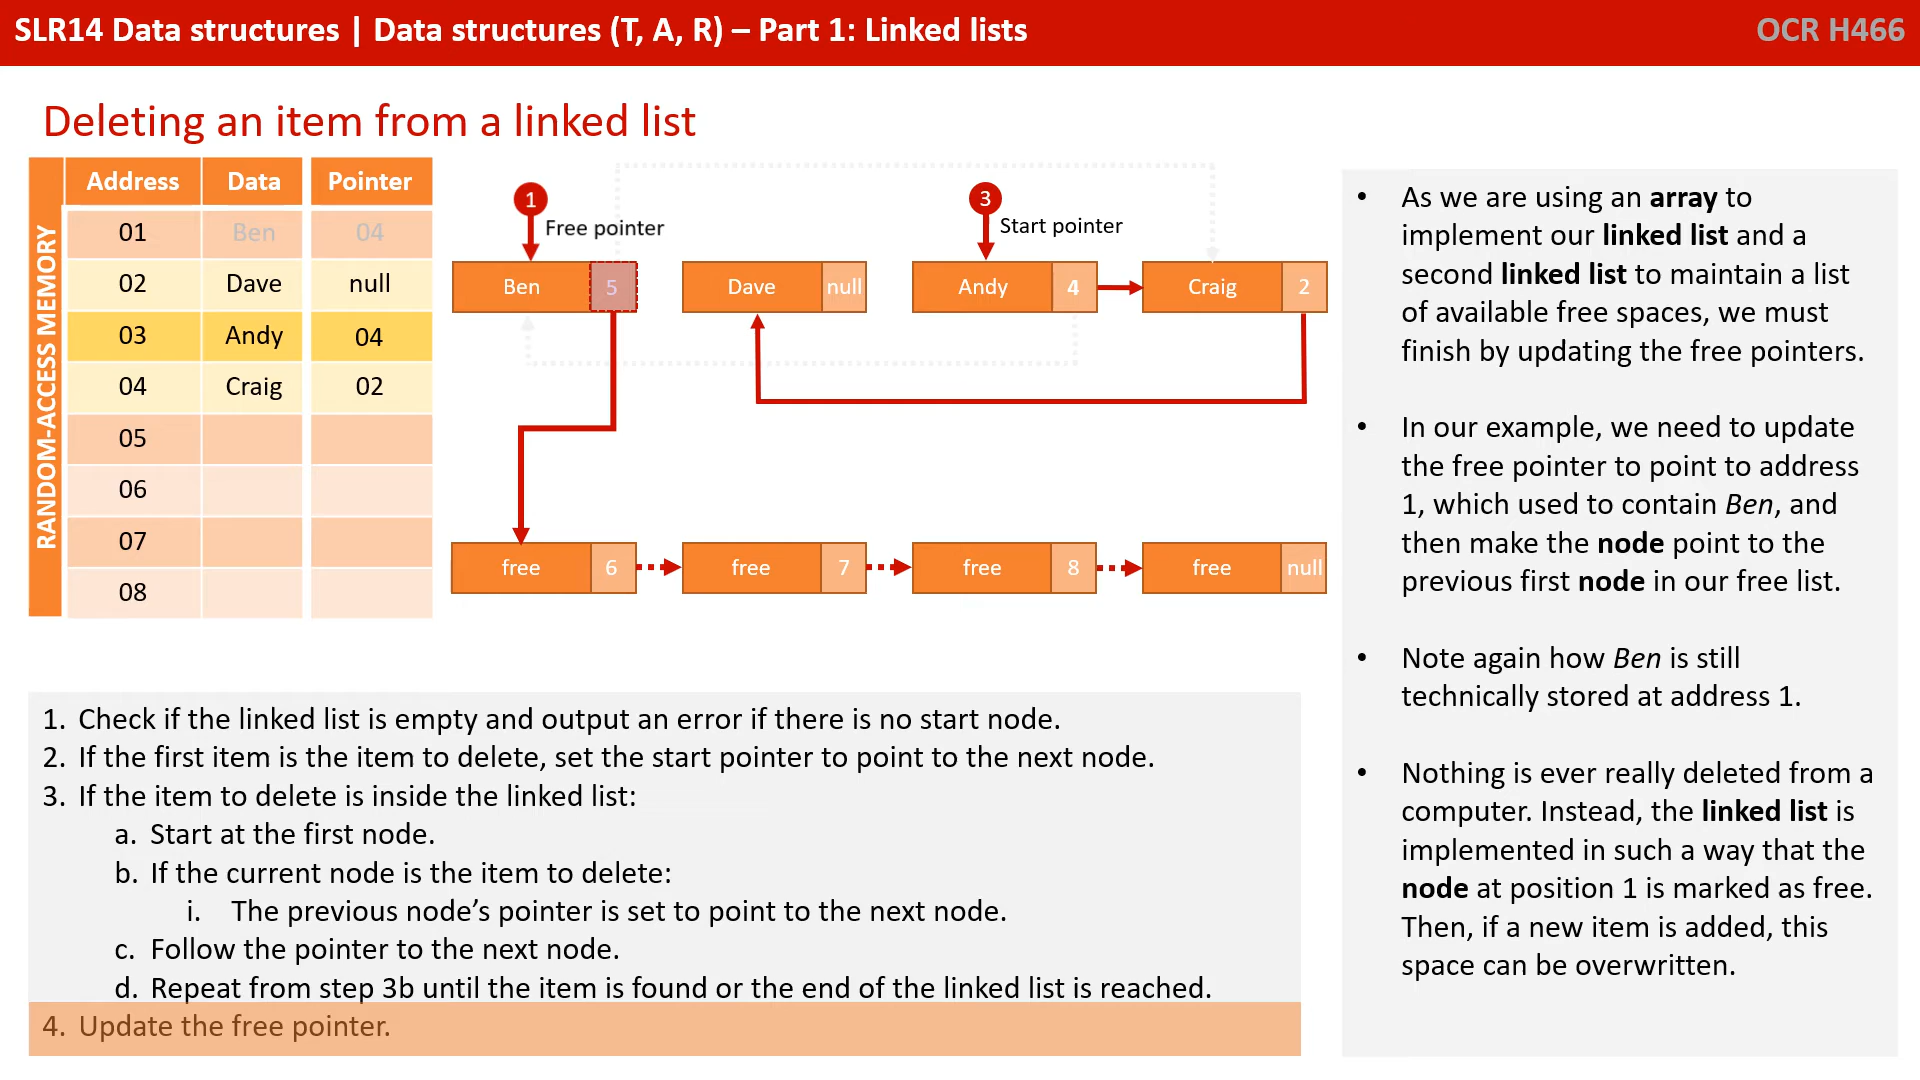 SLR14 Data structures | Data structures (T, A, R) – Part 1: Linked lists
OCR H466
Deleting an item from a linked list
RANDOM-ACCESS MEMORY
Address Data Pointer
01 Ben 04
02 Dave null
03 Andy 04
04 Craig 02
05
06
07
08
1 Free pointer
3 Start pointer
Ben 5
Dave null
Andy 4
Craig 2
free 6
free 7
free 8
free null
• As we are using an array to
implement our linked list and a
second linked list to maintain a list
of available free spaces, we must
finish by updating the free pointers.
• In our example, we need to update
the free pointer to point to address
1, which used to contain Ben, and
then make the node point to the
previous first node in our free list.
• Note again how Ben is still
technically stored at address 1.
• Nothing is ever really deleted from a
computer. Instead, the linked list is
implemented in such a way that the
node at position 1 is marked as free.
Then, if a new item is added, this
space can be overwritten.
1. Check if the linked list is empty and output an error if there is no start node.
2. If the first item is the item to delete, set the start pointer to point to the next node.
3. If the item to delete is inside the linked list:
a. Start at the first node.
b. If the current node is the item to delete:
i. The previous node’s pointer is set to point to the next node.
c. Follow the pointer to the next node.
d. Repeat from step 3b until the item is found or the end of the linked list is reached.
4. Update the free pointer.